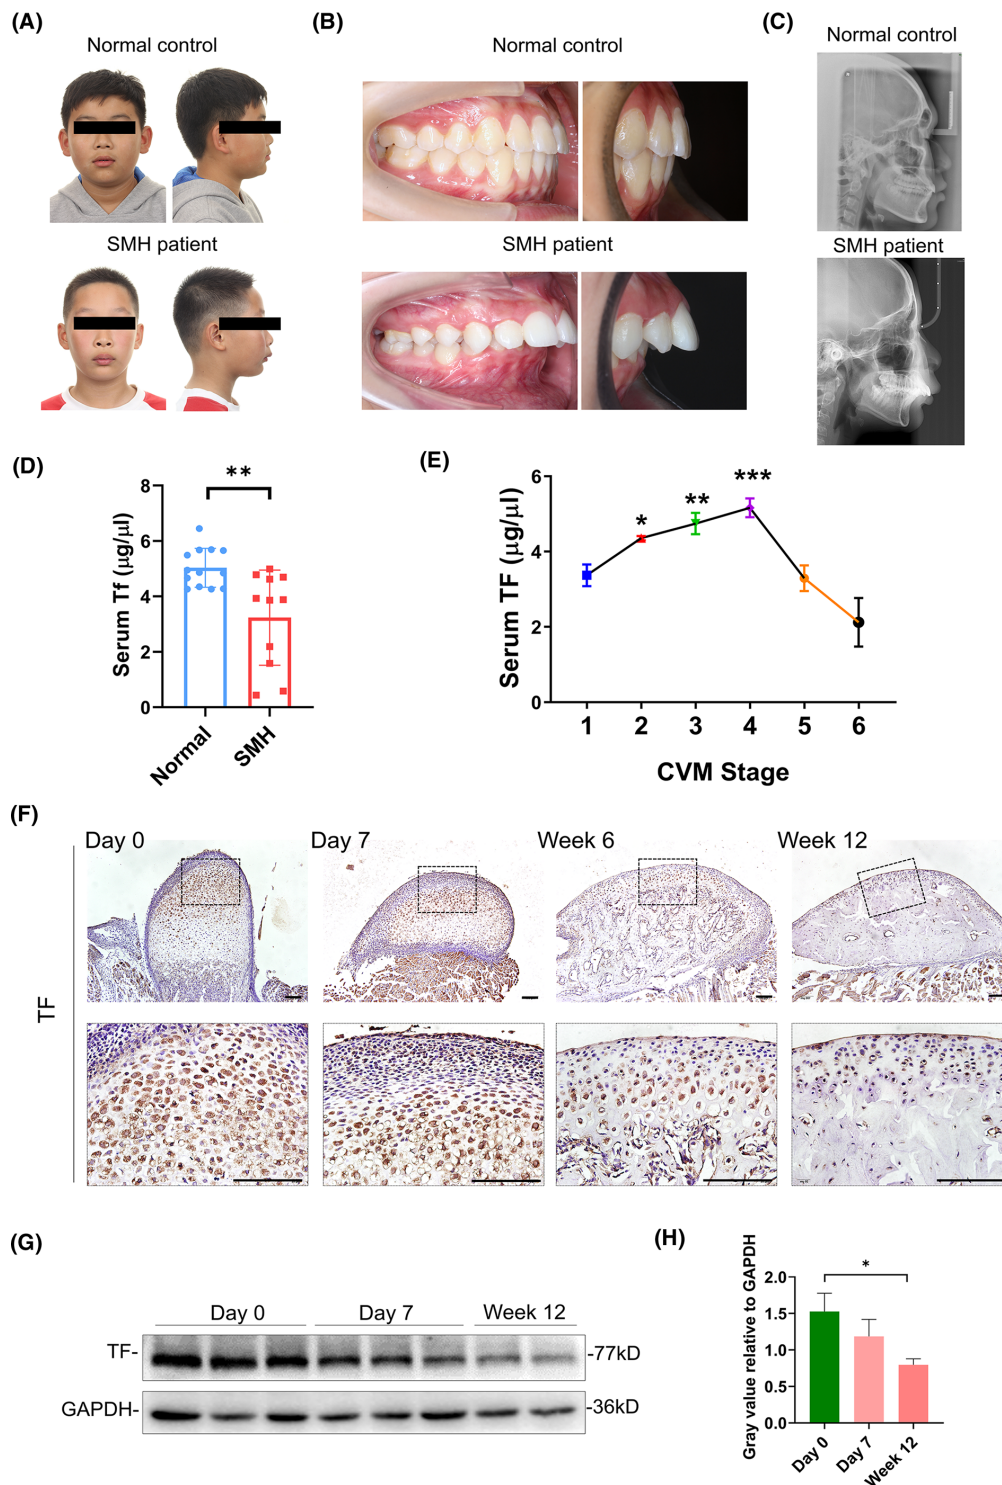 (A)
Normal control
SMH patient
(B)
Normal control
SMH patient
(C)
Normal control
SMH patient
(D)
**
Serum Tf (μg/μl)
8
6
4
2
0
Normal
SMH
(E)
Serum TF (μg/μl)
6
4
2
0
*
**
***
1 2 3 4 5 6
CVM Stage
(F)
Day 0 Day 7 Week 6 Week 12
TF
(G)
Day 0 Day 7 Week 12
TF- -77kD
GAPDH- -36kD
(H)
Gray value relative to GAPDH
2.0
1.5
1.0
0.5
0.0
*
Day 0
Day 7
Week 12